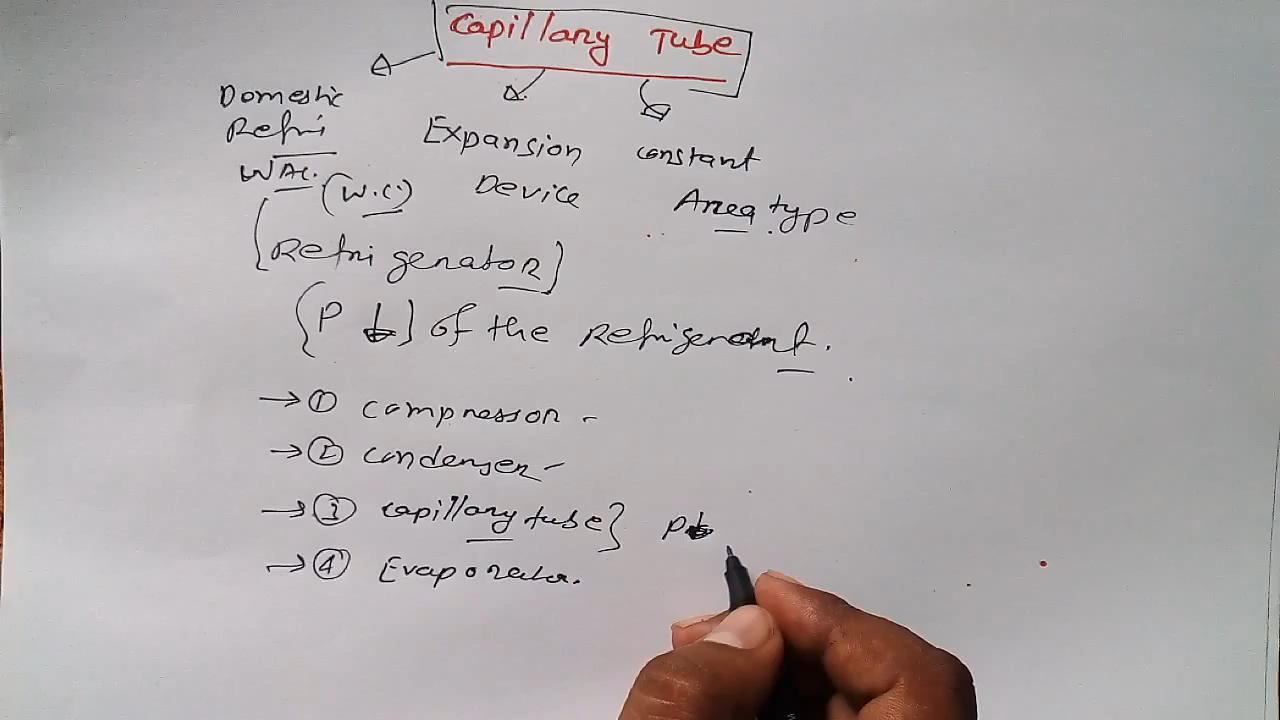 Capillary Tube
Domestic
Refri
WAC. (W.C.)
Expansion
Device
constant
Area type
[Refrigerator]
{P ↓} of the Refrigerant.
→ ① compressor -
→ ② condenser -
→ ③ capillary tube} P↓
→ ④ Evaporator.